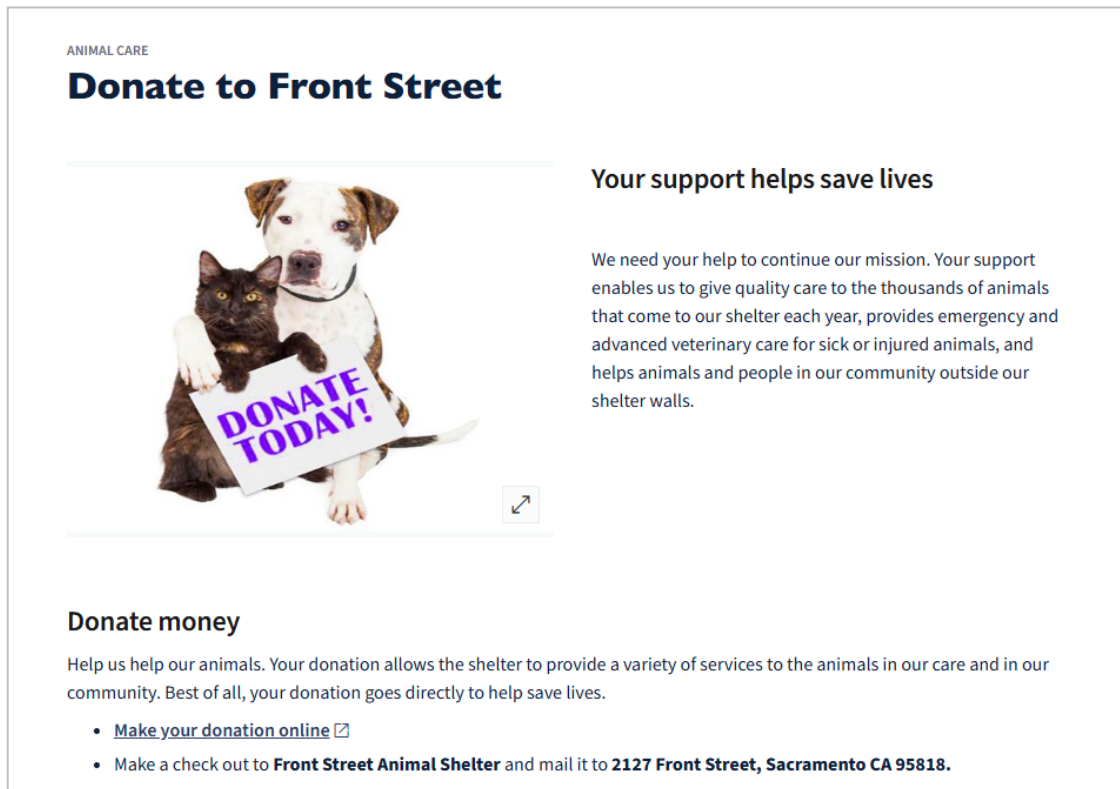 ANIMAL CARE
Donate to Front Street
DONATE
TODAY!
Your support helps save lives
We need your help to continue our mission. Your support
enables us to give quality care to the thousands of animals
that come to our shelter each year, provides emergency and
advanced veterinary care for sick or injured animals, and
helps animals and people in our community outside our
shelter walls.
Donate money
Help us help our animals. Your donation allows the shelter to provide a variety of services to the animals in our care and in our
community. Best of all, your donation goes directly to help save lives.
• Make your donation online
• Make a check out to Front Street Animal Shelter and mail it to 2127 Front Street, Sacramento CA 95818.